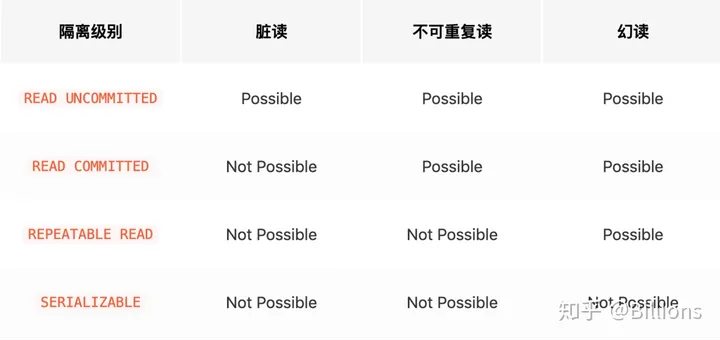 隔离级别 脏读 不可重复读 幻读
READ UNCOMMITTED Possible Possible Possible
READ COMMITTED Not Possible Possible Possible
REPEATABLE READ Not Possible Not Possible Possible
SERIALIZABLE Not Possible Not Possible Not Possible
知乎 @Billions